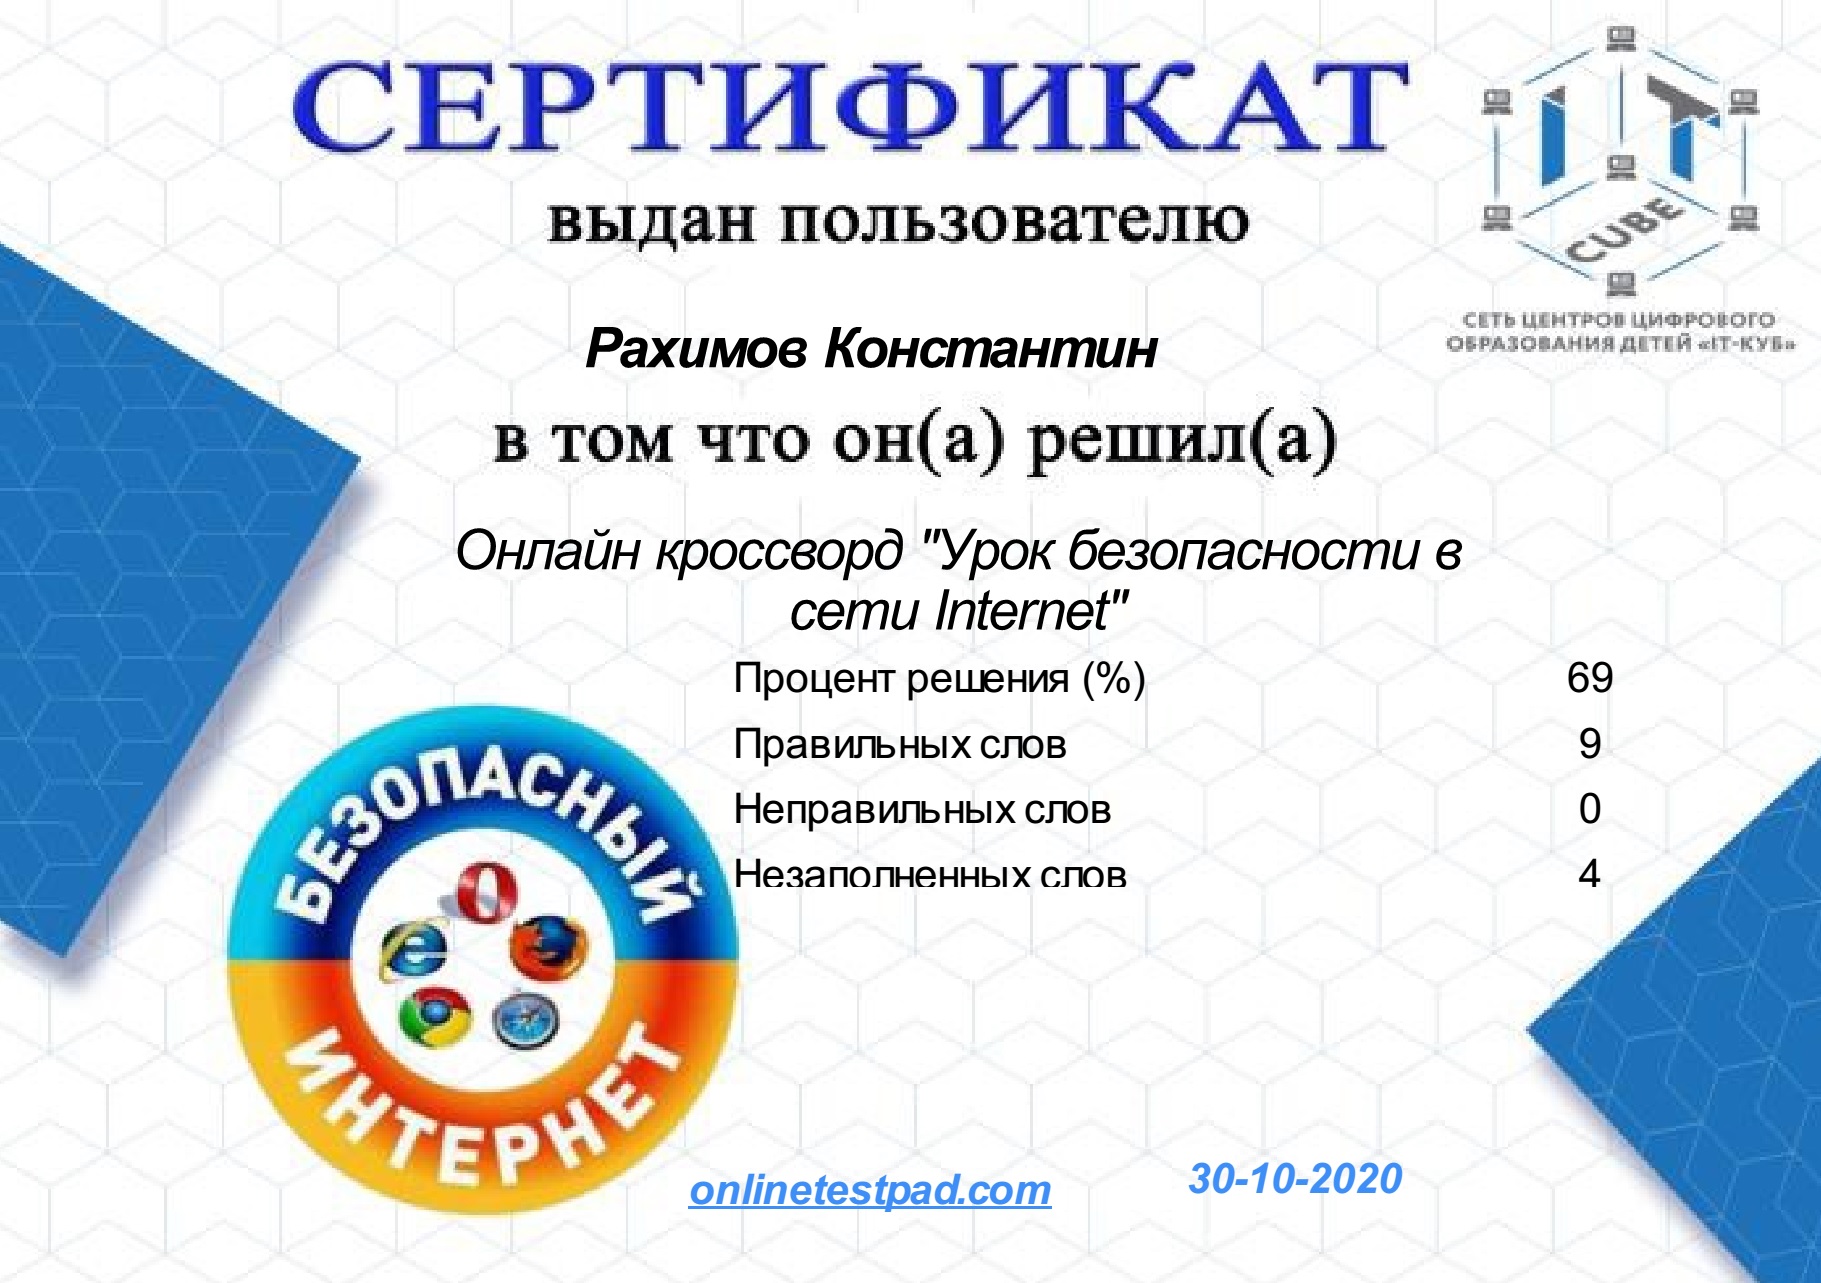 СЕРТИФИКАТ
выдан пользователю
IT
CUBE
СЕТЬ ЦЕНТРОВ ЦИФРОВОГО
ОБРАЗОВАНИЯ ДЕТЕЙ «IT-КУБ»
Рахимов Константин
в том что он(а) решил(а)
Онлайн кроссворд "Урок безопасности в
сети Internet"
Процент решения (%) 69
Правильных слов 9
Неправильных слов 0
Незаполненных слов 4
БЕЗОПАСНЫЙ
ИНТЕРНЕТ
onlinetestpad.com
30-10-2020